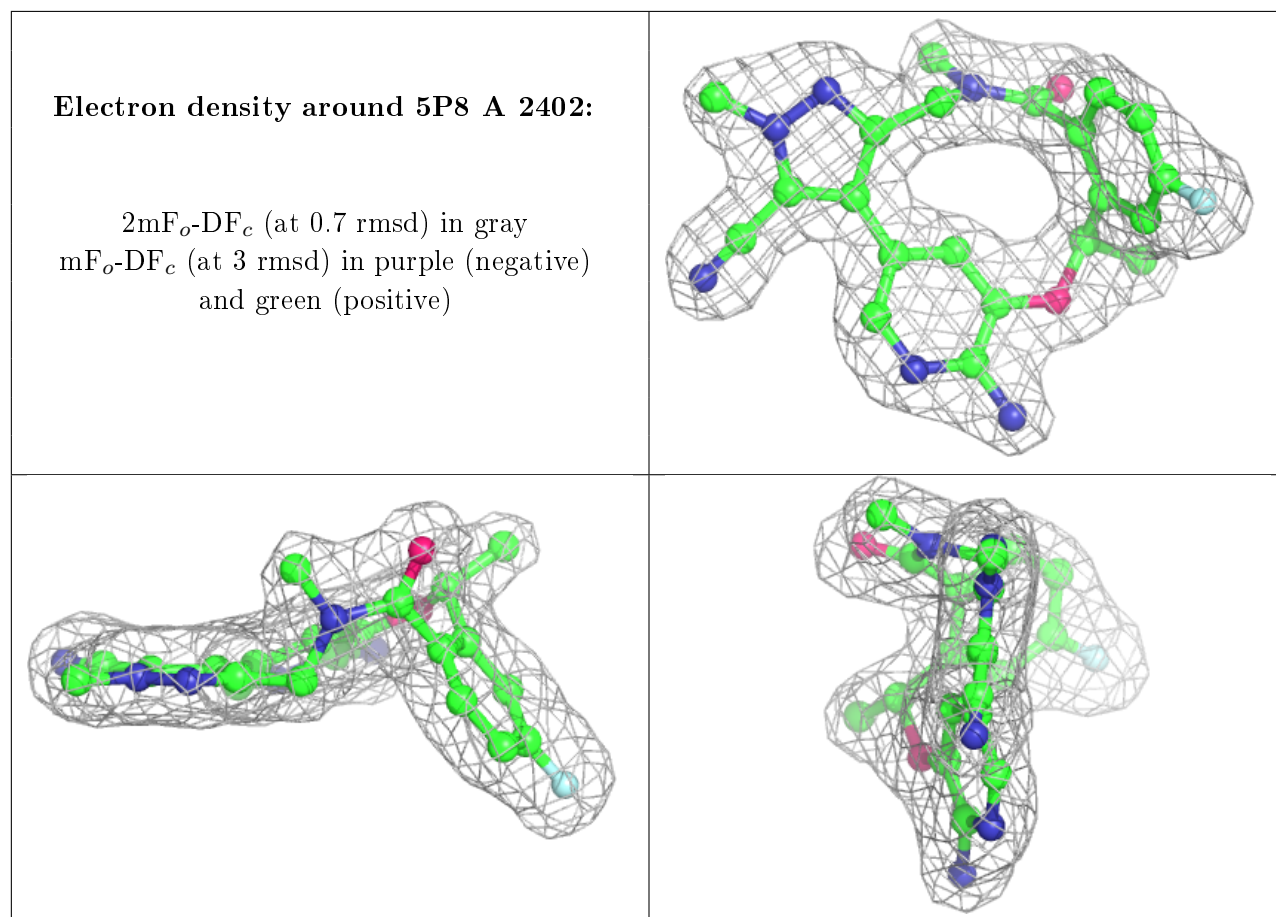 Electron density around 5P8 A 2402:
2mFo-DFc (at 0.7 rmsd) in gray
mFo-DFc (at 3 rmsd) in purple (negative)
and green (positive)